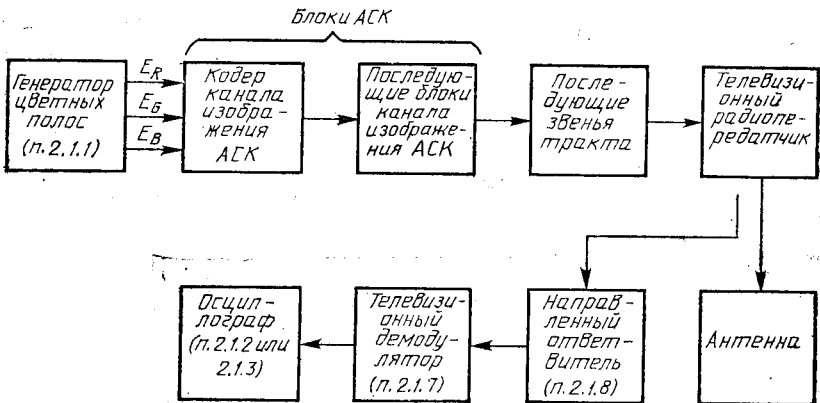 Блоки АСК
Генератор
цветных
полос
(п. 2.1.1)
E_R
E_G
E_B
Кодер
канала
изобра-
жения
АСК
Последую-
щие блоки
канала
изображе-
ния АСК
После-
дующие
звенья
тракта
Телевизи-
онный
радиопе-
редатчик
Осцил-
лограф
(п.2.1.2 или
2.1.3)
Телевизи-
онный
демоду-
лятор
(п. 2.1.7)
Направ-
ленный
ответ-
витель
(п. 2.1.8)
Антенна